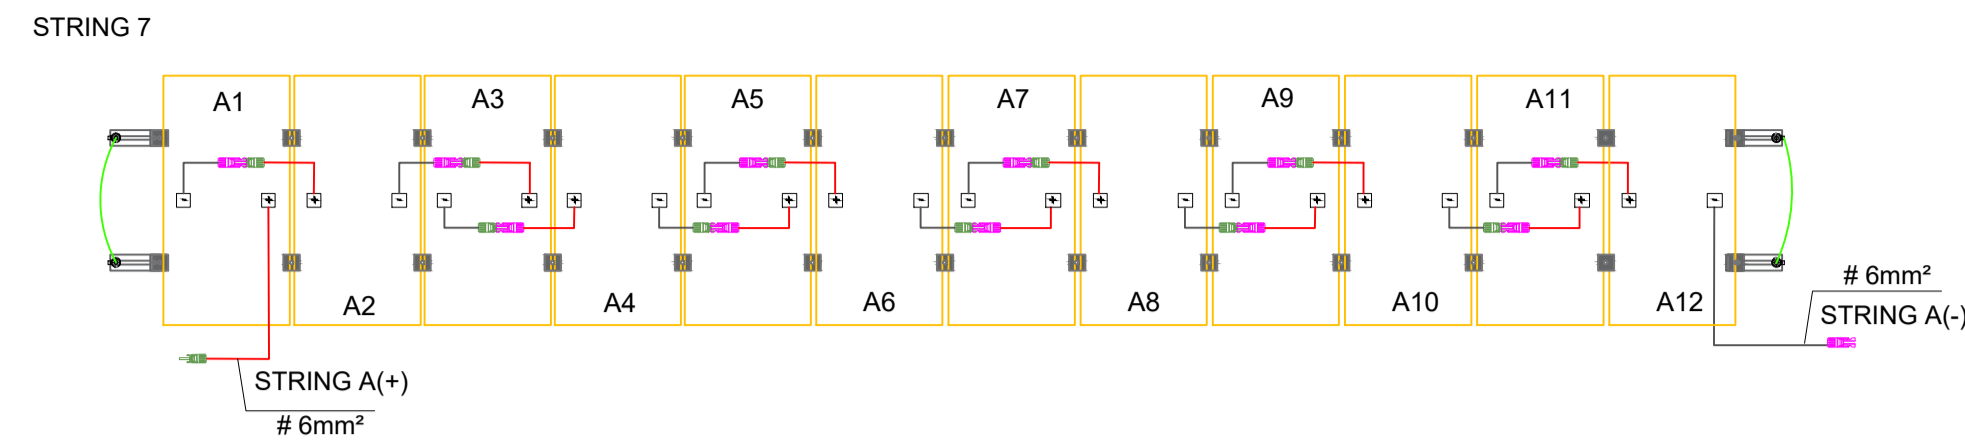 STRING 7
A1
A3
A5
A7
A9
A11
- + + - - + + - - + + - - + + - - + + - - + + -
A2
A4
A6
A8
A10
A12
# 6mm²
STRING A(-)
STRING A(+)
# 6mm²